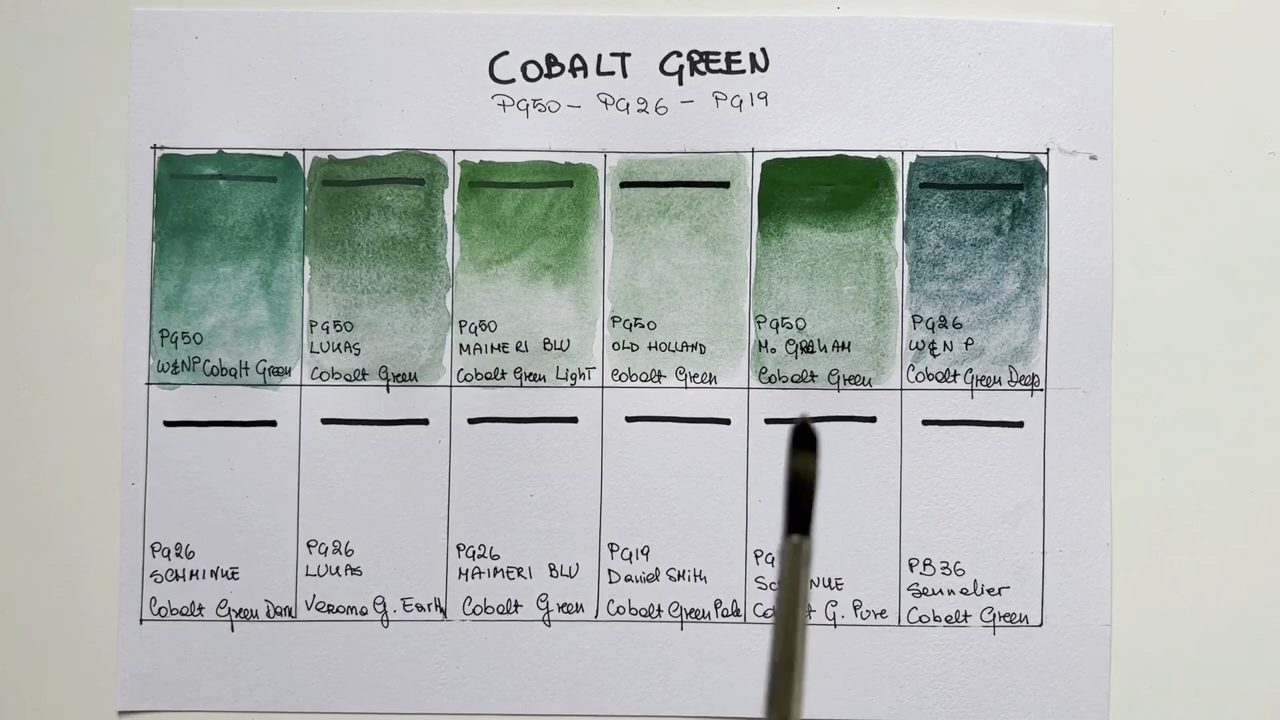 COBALT GREEN
PG50 - PG26 - PG19
PG50
W&NP Cobalt Green
PG50
LUKAS
Cobalt Green
PG50
MAIMERI BLU
Cobalt Green Light
PG50
OLD HOLLAND
Cobalt Green
PG50
M. GRAHAM
Cobalt Green
PG26
W&NP
Cobalt Green Deep
PG26
SCHMINKE
Cobalt Green Dark
PG26
LUKAS
Verona G. Earth
PG26
MAIMERI BLU
Cobalt Green
PG19
Daniel Smith
Cobalt Green Pale
G. Pure
PB36
Sennelier
Cobalt Green